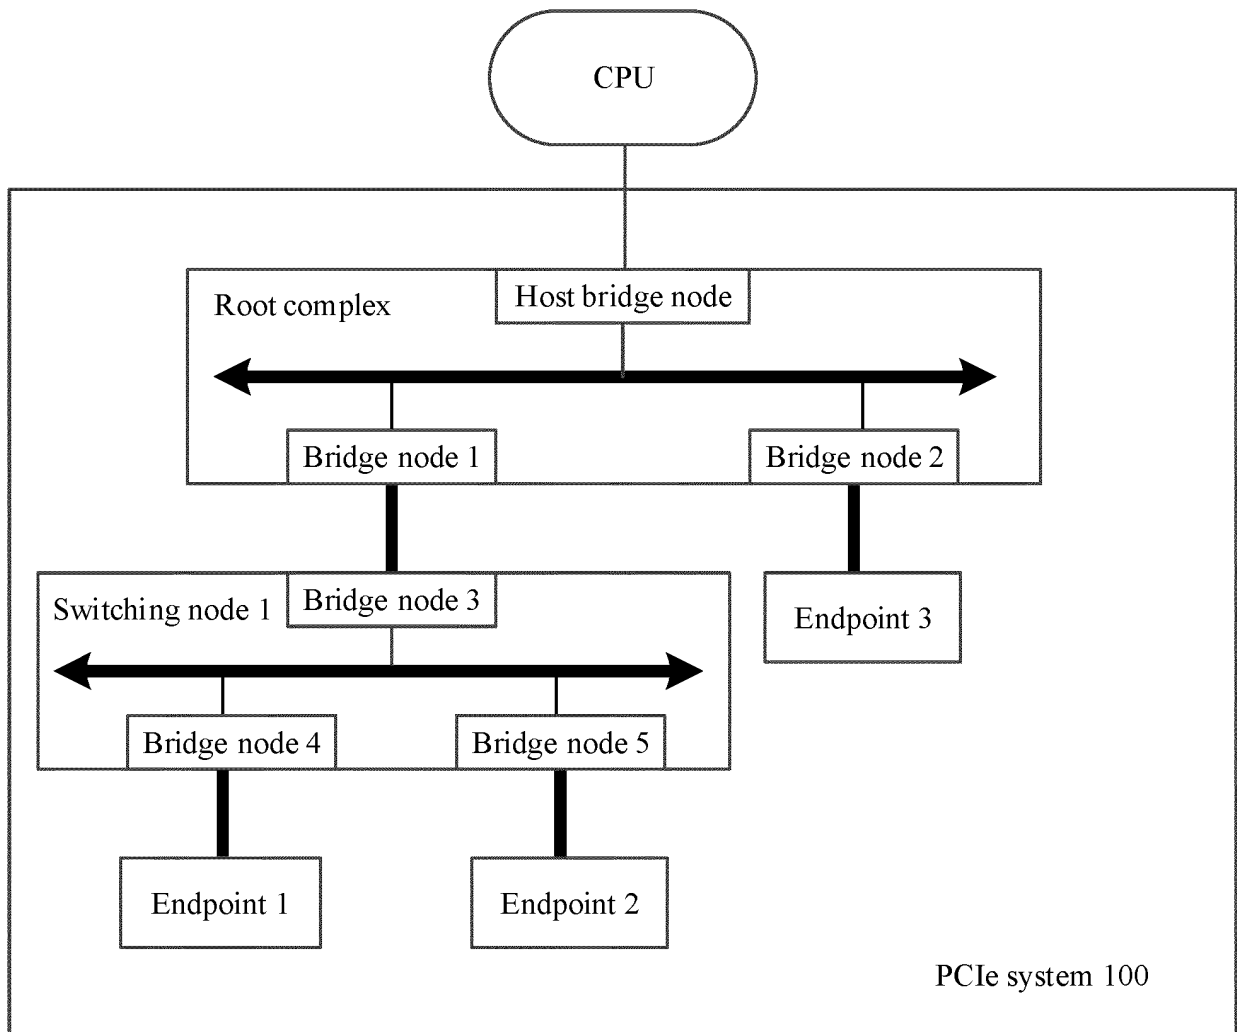 CPU
Host bridge node
Root complex
Bridge node 1
Bridge node 2
Switching node 1
Bridge node 3
Endpoint 3
Bridge node 4
Bridge node 5
Endpoint 1
Endpoint 2
PCIe system 100